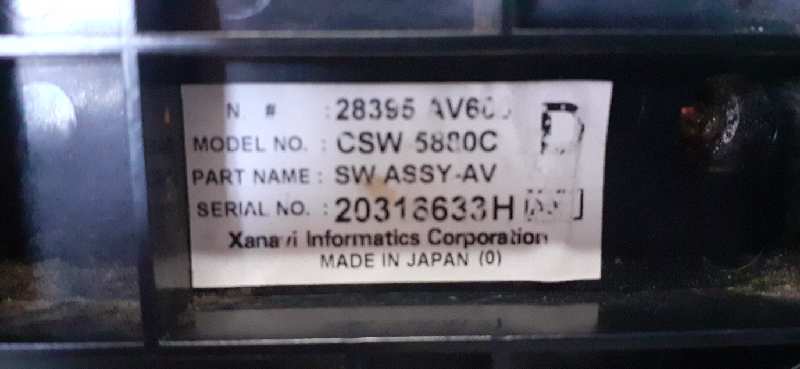 N. # : 28395 AV60
MODEL NO. : CSW 5880C
PART NAME : SW ASSY-AV
SERIAL NO. : 20318633H
Xanavi Informatics Corporation
MADE IN JAPAN (0)